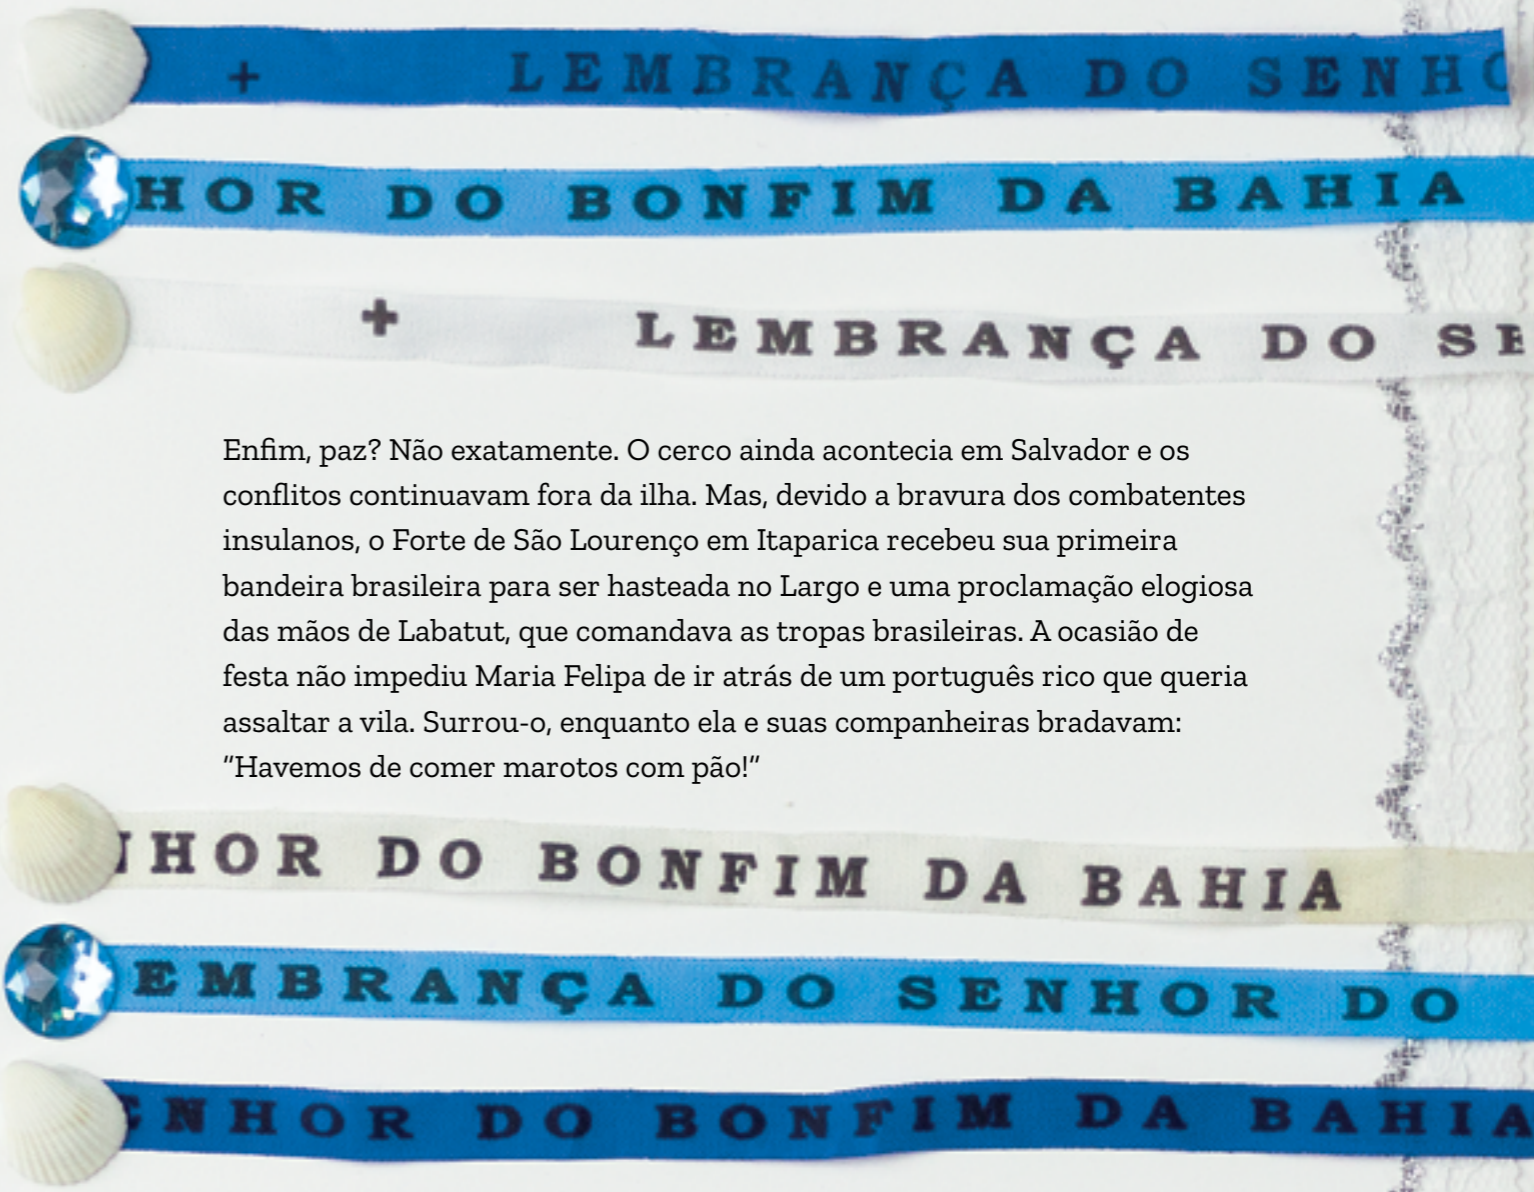 + LEMBRANÇA DO SENHO
HOR DO BONFIM DA BAHIA
+ LEMBRANÇA DO SE
Enfim, paz? Não exatamente. O cerco ainda acontecia em Salvador e os
conflitos continuavam fora da ilha. Mas, devido a bravura dos combatentes
insulanos, o Forte de São Lourenço em Itaparica recebeu sua primeira
bandeira brasileira para ser hasteada no Largo e uma proclamação elogiosa
das mãos de Labatut, que comandava as tropas brasileiras. A ocasião de
festa não impediu Maria Felipa de ir atrás de um português rico que queria
assaltar a vila. Surrou-o, enquanto ela e suas companheiras bradavam:
"Havemos de comer marotos com pão!"
NHOR DO BONFIM DA BAHIA
EMBRANÇA DO SENHOR DO
ENHOR DO BONFIM DA BAHIA